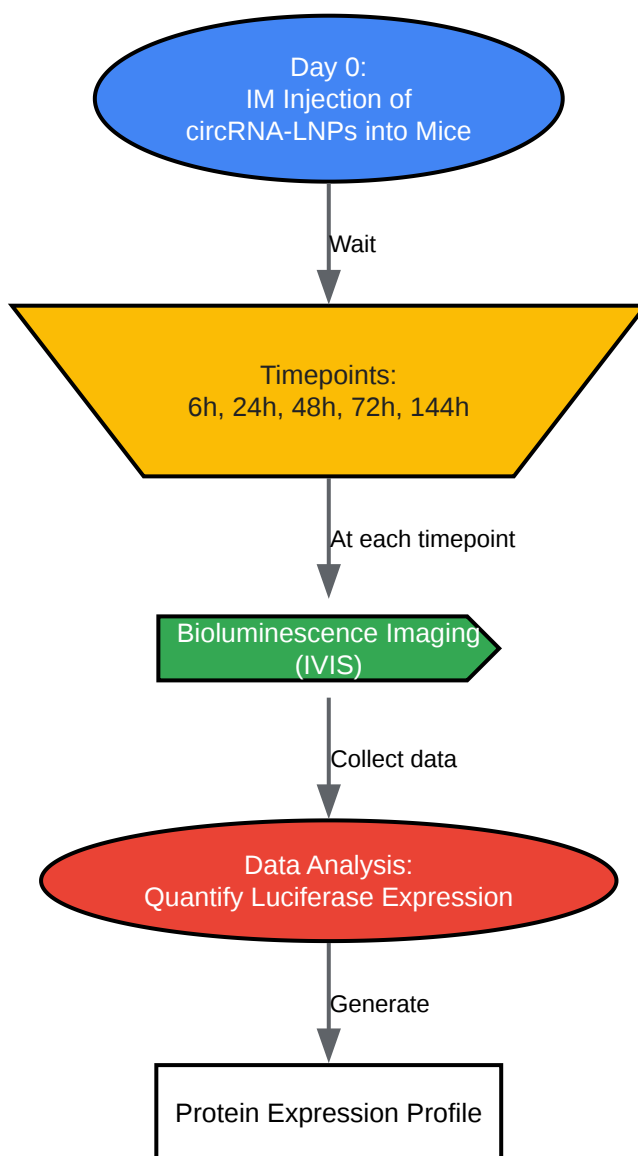 Day 0:
IM Injection of
circRNA-LNPs into Mice
Wait
Timepoints:
6h, 24h, 48h, 72h, 144h
At each timepoint
Bioluminescence Imaging
(IVIS)
Collect data
Data Analysis:
Quantify Luciferase Expression
Generate
Protein Expression Profile